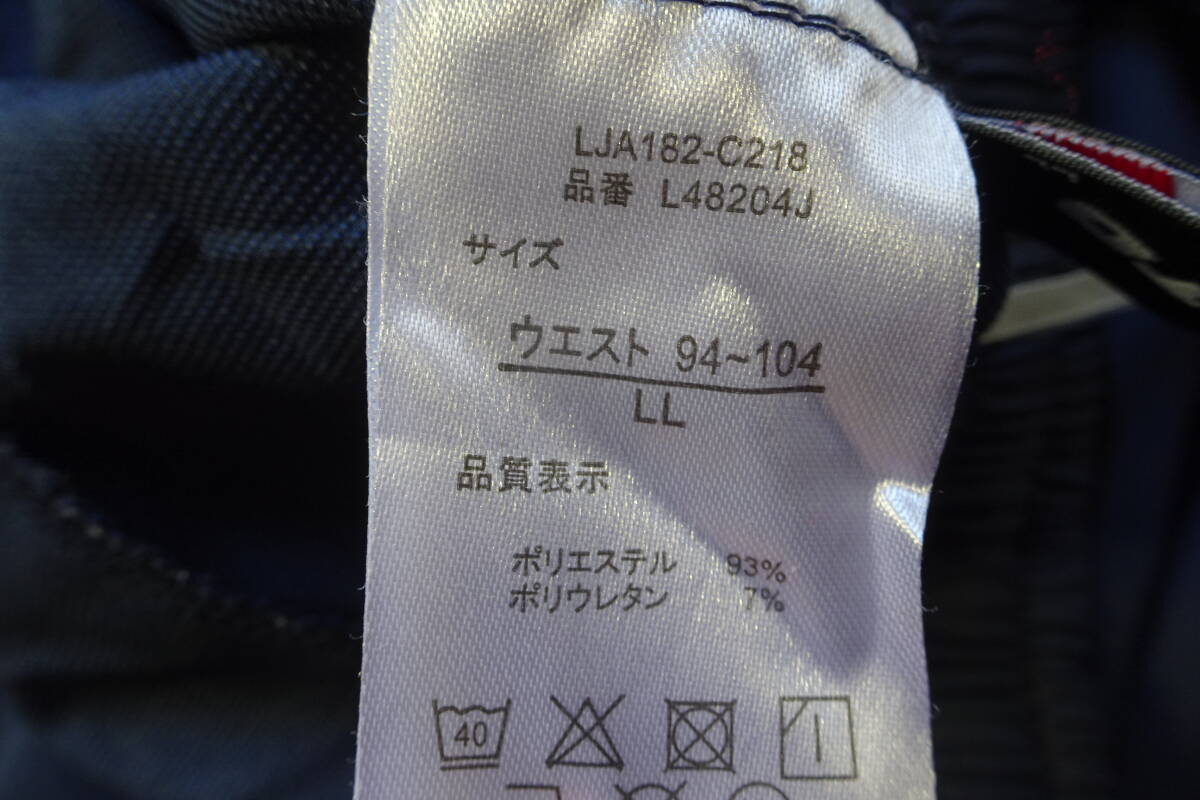 LJA182-C218
品番 L48204J
サイズ
ウエスト 94~104
LL
品質表示
ポリエステル 93%
ポリウレタン 7%
40